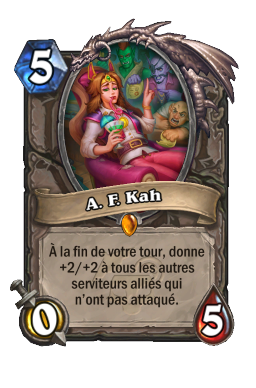 5
A. F. Kah
À la fin de votre tour, donne
+2/+2 à tous les autres
serviteurs alliés qui
n'ont pas attaqué.
0
5